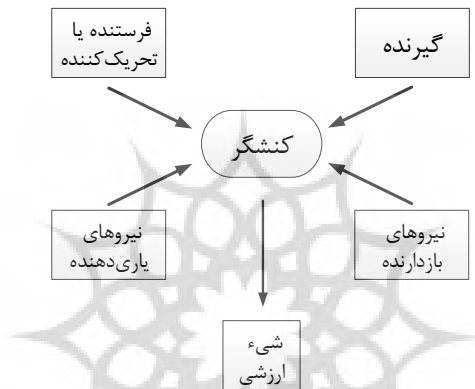 گیرنده
فرستنده یا
تحریک‌کننده
کنشگر
نیروهای
بازدارنده
نیروهای
یاری‌دهنده
شیء
ارزشی